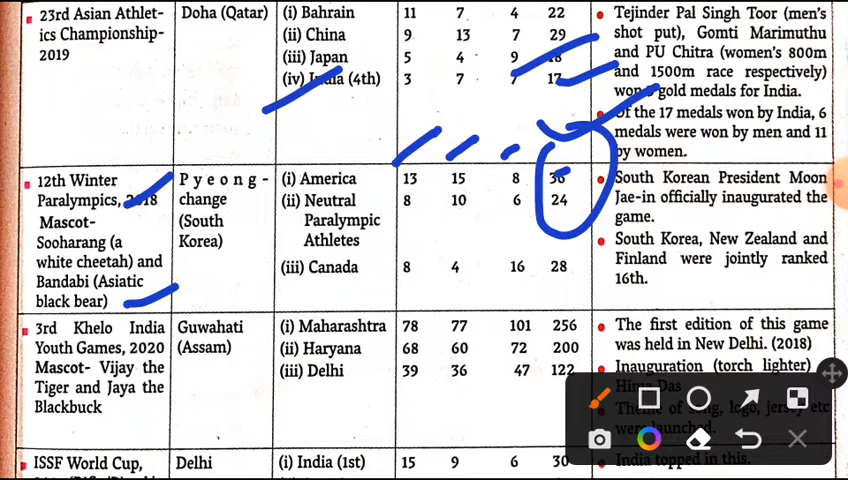 23rd Asian Athlet-
ics Championship-
2019
Doha (Qatar)
(i) Bahrain 11 7 4 22
(ii) China 9 13 7 29
(iii) Japan 5 4 9 18
(iv) India (4th) 3 7 7 17
Tejinder Pal Singh Toor (men's
shot put), Gomti Marimuthu
and PU Chitra (women's 800m
and 1500m race respectively)
won gold medals for India.
Of the 17 medals won by India, 6
medals were won by men and 11
by women.
12th Winter
Paralympics, 2018
Mascot-
Sooharang (a
white cheetah) and
Bandabi (Asiatic
black bear)
Pyeong-
change
(South
Korea)
(i) America 13 15 8 36
(ii) Neutral 8 10 6 24
Paralympic
Athletes
(iii) Canada 8 4 16 28
South Korean President Moon
Jae-in officially inaugurated the
game.
South Korea, New Zealand and
Finland were jointly ranked
16th.
3rd Khelo India
Youth Games, 2020
Mascot- Vijay the
Tiger and Jaya the
Blackbuck
Guwahati
(Assam)
(i) Maharashtra 78 77 101 256
(ii) Haryana 68 60 72 200
(iii) Delhi 39 36 47 122
The first edition of this game
was held in New Delhi. (2018)
Inauguration (torch lighter)
Hima Das
Theme of song, logo, jersey etc
were launched.
ISSF World Cup,
Delhi
(i) India (1st) 15 9 6 30
India topped in this.